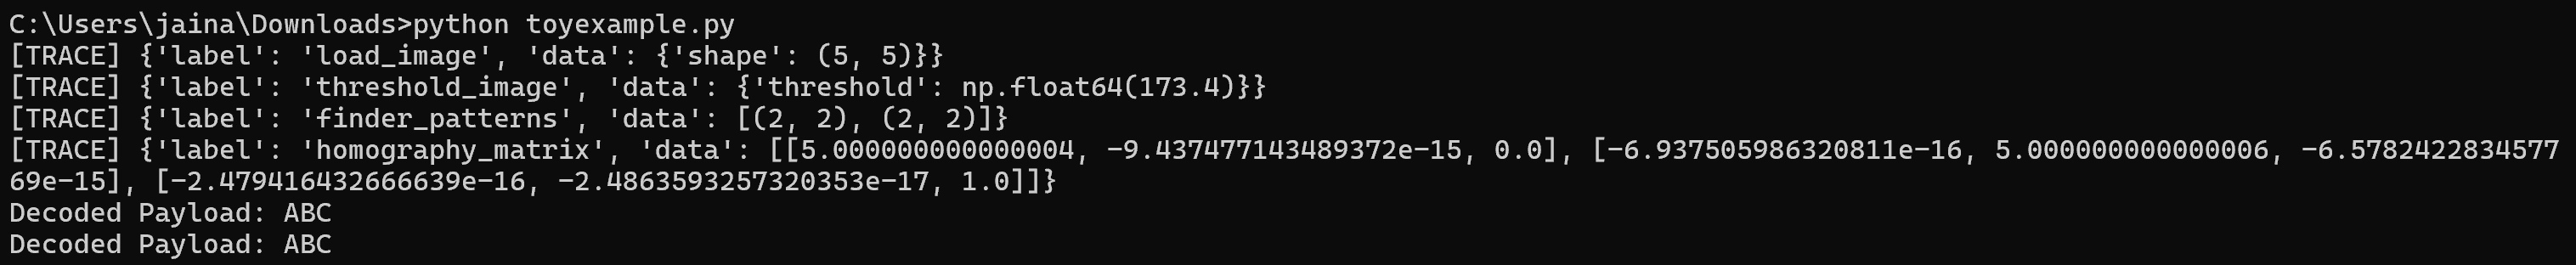 C:\Users\jaina\Downloads>python toyexample.py
[TRACE] {'label': 'load_image', 'data': {'shape': (5, 5)}}
[TRACE] {'label': 'threshold_image', 'data': {'threshold': np.float64(173.4)}}
[TRACE] {'label': 'finder_patterns', 'data': [(2, 2), (2, 2)]}
[TRACE] {'label': 'homography_matrix', 'data': [[5.000000000000004, -9.437477143489372e-15, 0.0], [-6.937505986320811e-16, 5.000000000000006, -6.5782422834577
69e-15], [-2.479416432666639e-16, -2.4863593257320353e-17, 1.0]]}
Decoded Payload: ABC
Decoded Payload: ABC